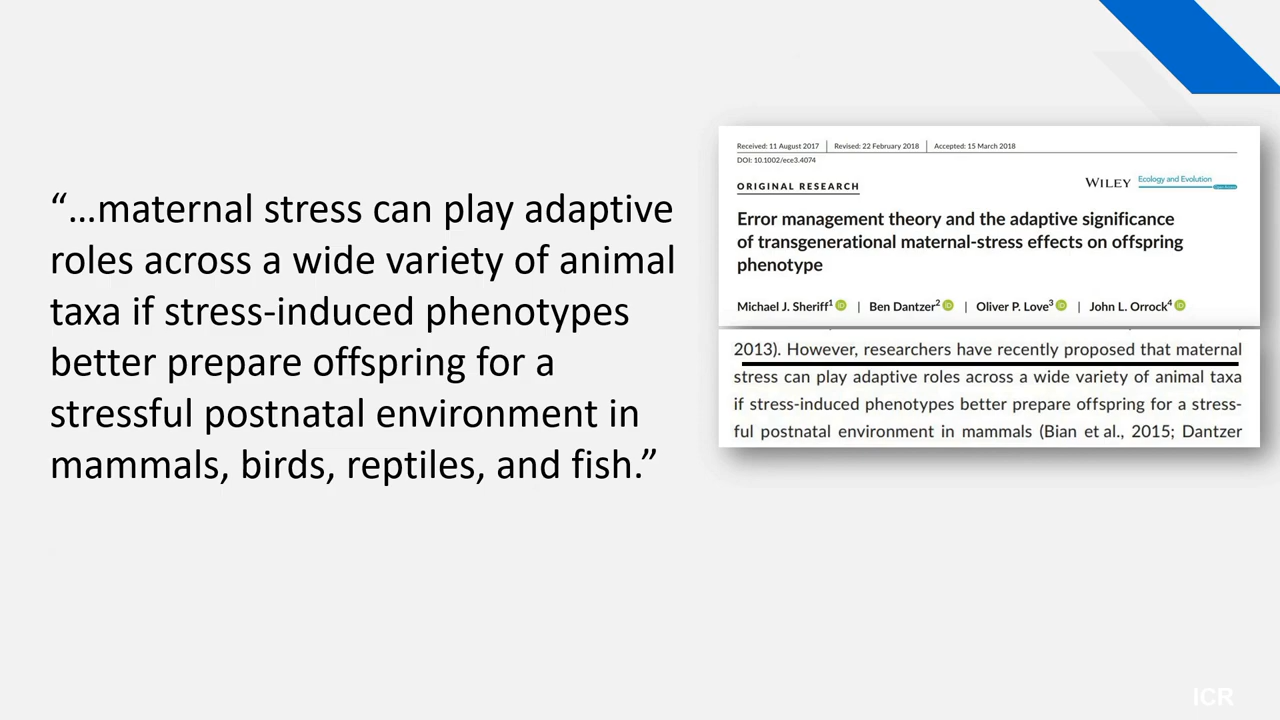 “…maternal stress can play adaptive
roles across a wide variety of animal
taxa if stress-induced phenotypes
better prepare offspring for a
stressful postnatal environment in
mammals, birds, reptiles, and fish.”
Received: 11 August 2017 | Revised: 22 February 2018 | Accepted: 15 March 2018
DOI: 10.1002/ece3.4074
ORIGINAL RESEARCH
WILEY Ecology and Evolution
Error management theory and the adaptive significance
of transgenerational maternal-stress effects on offspring
phenotype
Michael J. Sheriff1 | Ben Dantzer2 | Oliver P. Love3 | John L. Orrock4
2013). However, researchers have recently proposed that maternal
stress can play adaptive roles across a wide variety of animal taxa
if stress-induced phenotypes better prepare offspring for a stress-
ful postnatal environment in mammals (Bian et al., 2015; Dantzer
ICR